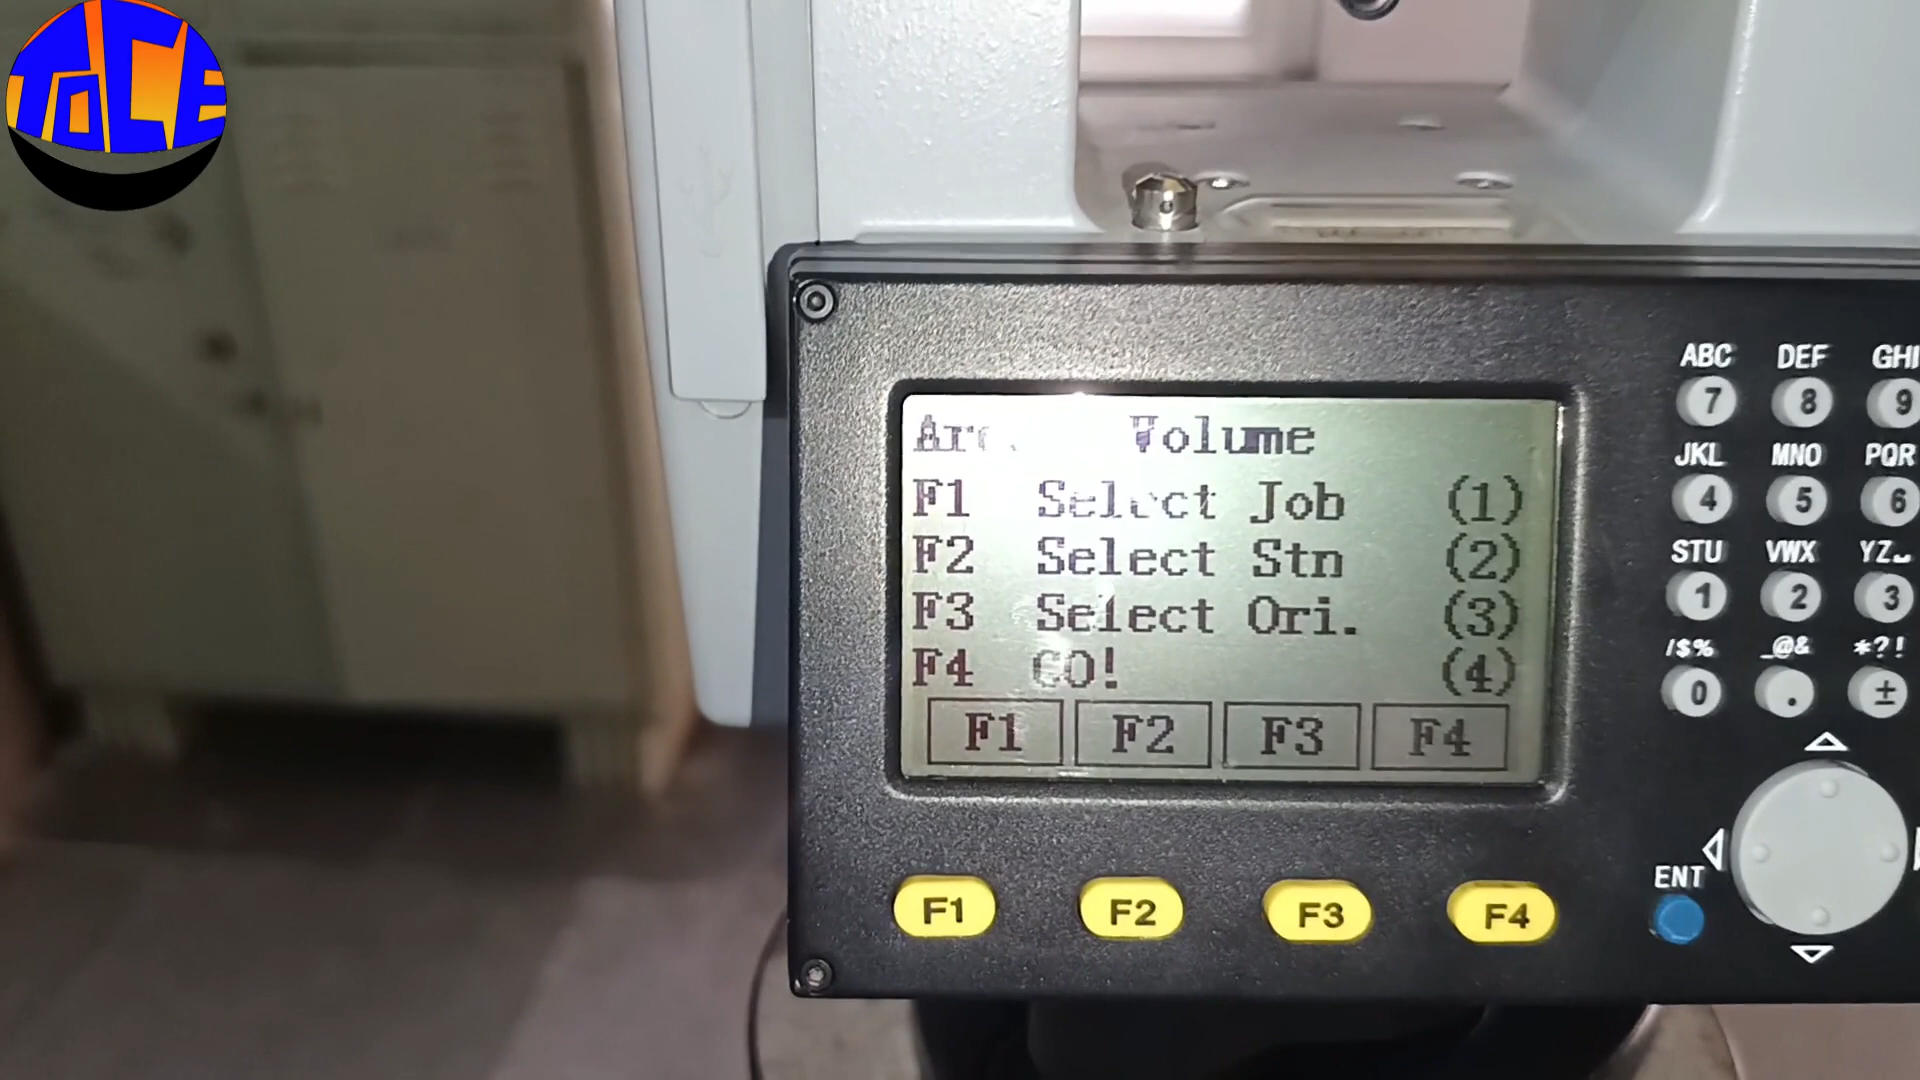 TDCE
Volume
F1 Select Job (1)
F2 Select Stn (2)
F3 Select Ori. (3)
F4 GO! (4)
F1 F2 F3 F4
F1 F2 F3 F4
ABC DEF GHI
7 8 9
JKL MNO PQR
4 5 6
STU VWX
1 2 3
/$% _@& *?!
0 . ±
ENT